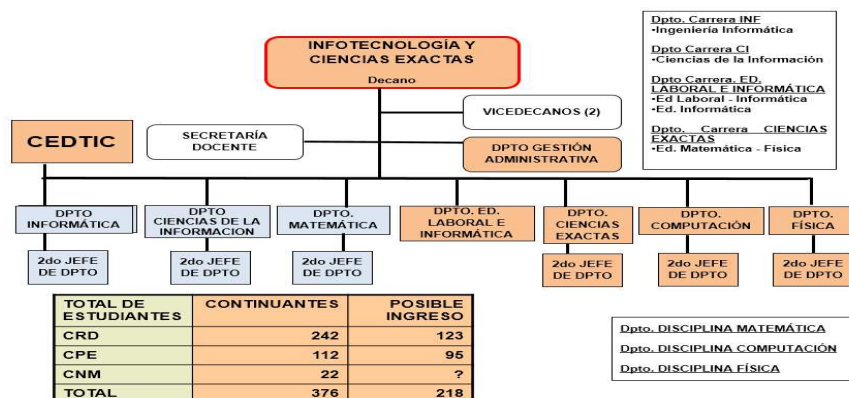 INFOTECNOLOGÍA Y
CIENCIAS EXACTAS
Decano
Dpto. Carrera INF
•Ingeniería Informática
Dpto Carrera CI
•Ciencias de la Información
Dpto Carrera. ED.
LABORAL E INFORMÁTICA
•Ed Laboral - Informática
•Ed. Informática
Dpto. Carrera CIENCIAS
EXACTAS
•Ed. Matemática - Física
VICEDECANOS (2)
CEDTIC
SECRETARÍA
DOCENTE
DPTO GESTIÓN
ADMINISTRATIVA
DPTO
INFORMÁTICA
DPTO
CIENCIAS DE LA
INFORMACION
DPTO.
MATEMÁTICA
DPTO. ED.
LABORAL E
INFORMÁTICA
DPTO.
CIENCIAS
EXACTAS
DPTO.
COMPUTACIÓN
DPTO.
FÍSICA
2do JEFE
DE DPTO
2do JEFE
DE DPTO
2do JEFE
DE DPTO
2do JEFE
DE DPTO
2do JEFE
DE DPTO
2do JEFE
DE DPTO
TOTAL DE ESTUDIANTES CONTINUANTES POSIBLE INGRESO
CRD 242 123
CPE 112 95
CNM 22 ?
TOTAL 376 218
Dpto. DISCIPLINA MATEMÁTICA
Dpto. DISCIPLINA COMPUTACIÓN
Dpto. DISCIPLINA FÍSICA